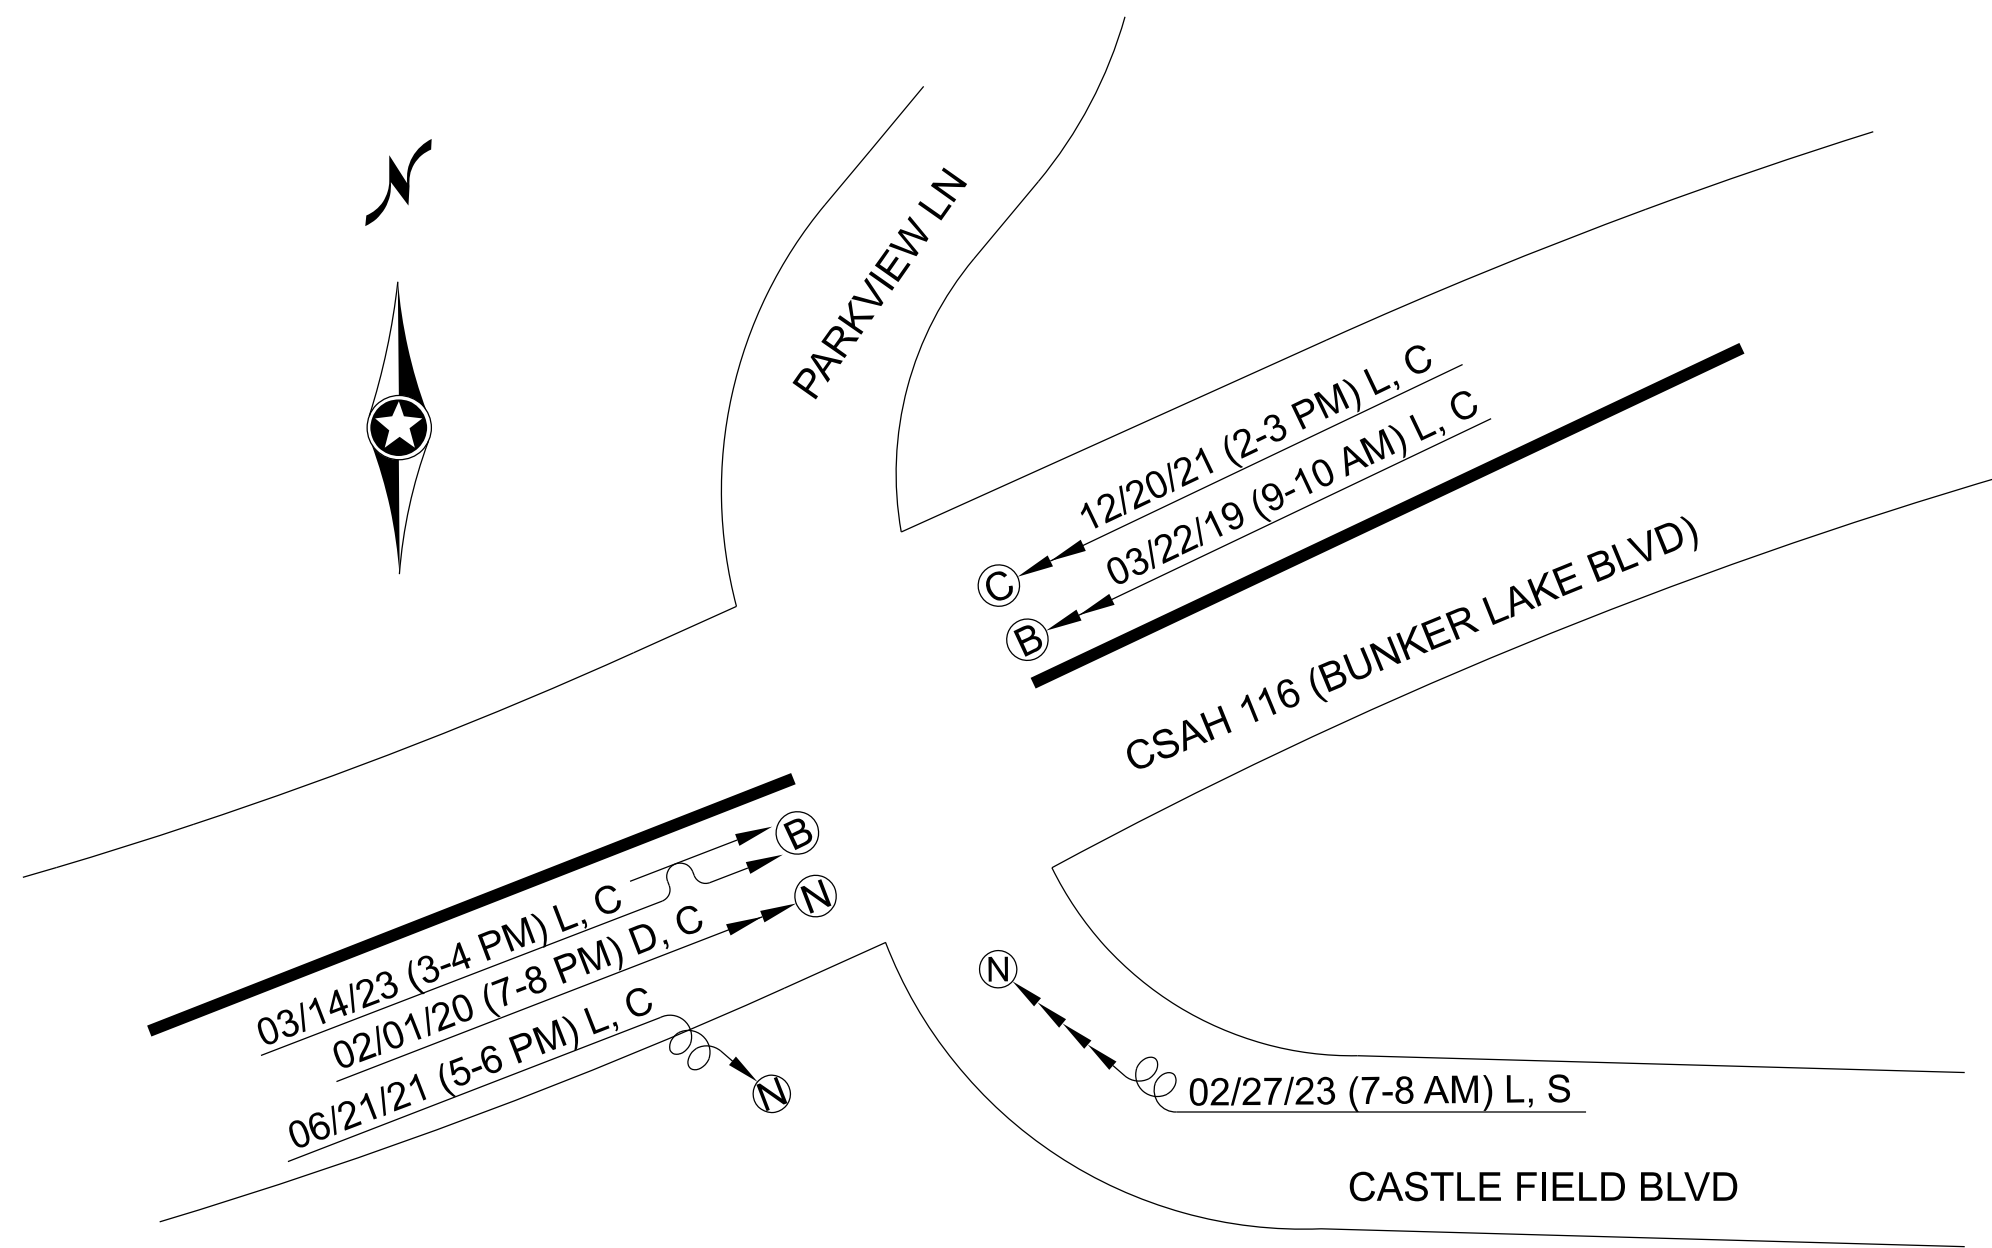 N
PARKVIEW LN
12/20/21 (2-3 PM) L, C
C
03/22/19 (9-10 AM) L, C
B
CSAH 116 (BUNKER LAKE BLVD)
B
03/14/23 (3-4 PM) L, C
N
02/01/20 (7-8 PM) D, C
06/21/21 (5-6 PM) L, C
N
N
02/27/23 (7-8 AM) L, S
CASTLE FIELD BLVD